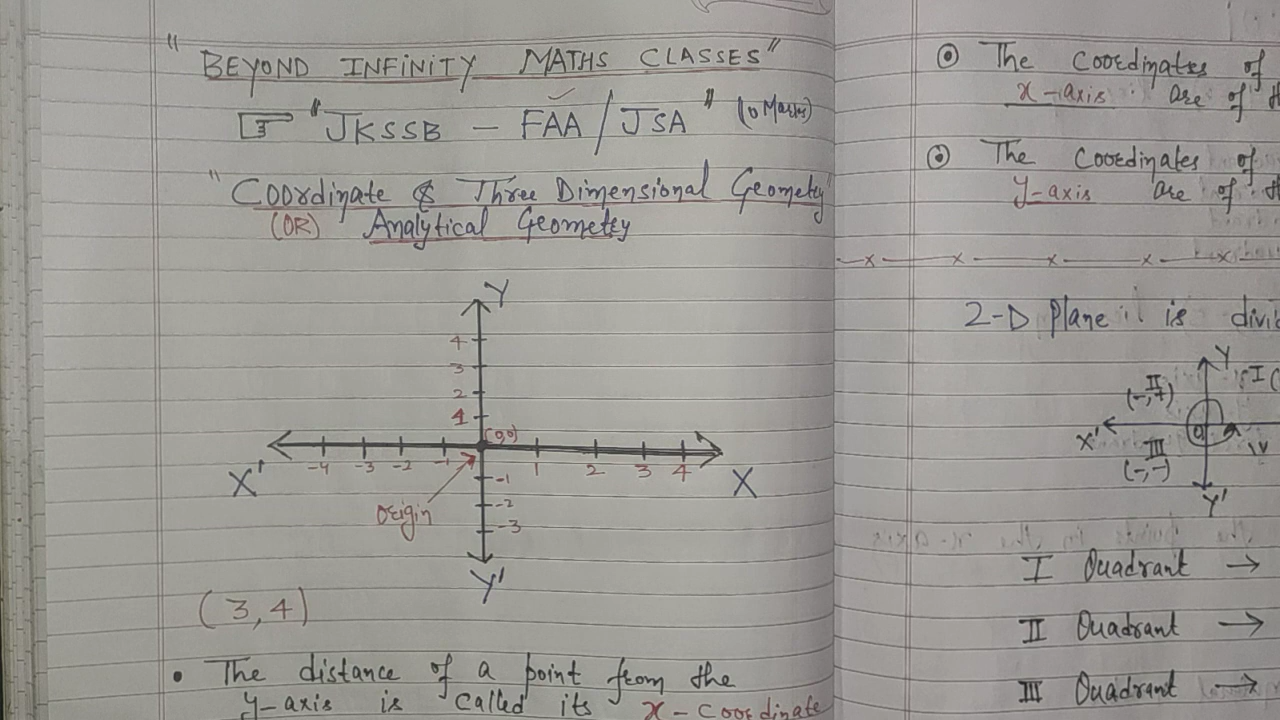 "BEYOND INFINITY MATHS CLASSES"
"JKSSB - FAA / JSA" (10 Marks)
"Coordinate & Three Dimensional Geometry"
(OR) Analytical Geometry
Y
4
3
2
1
(0,0)
-4 -3 -2 -1 1 2 3 4
X' X
-1
-2
-3
origin
Y'
(3,4)
• The distance of a point from the
y-axis is called its x-coordinate
The coordinates of
x-axis are of
The coordinates of
y-axis are of
2-D Plane is
Y
II I
(-,+)
X' 0
III IV
(-,-)
Y'
I Quadrant →
II Quadrant →
III Quadrant →